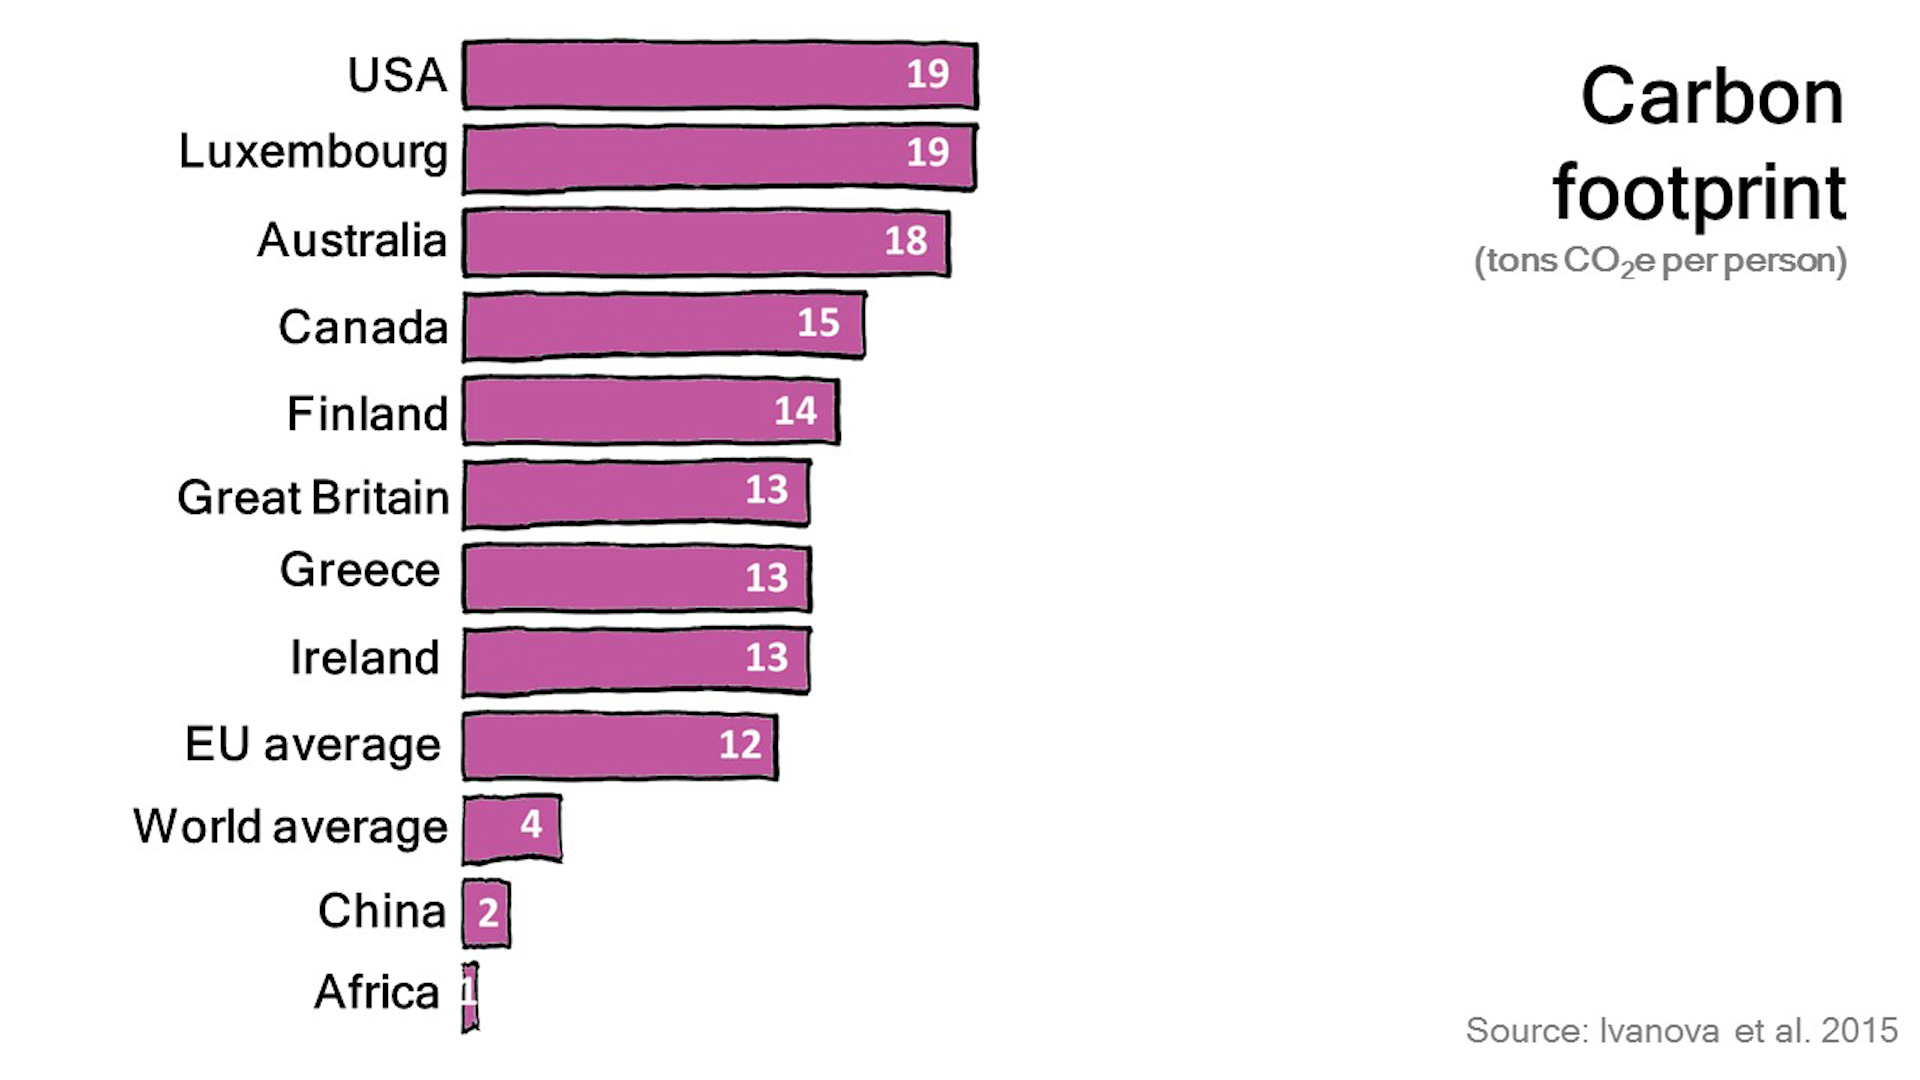 Carbon
footprint
(tons CO₂e per person)
USA 19
Luxembourg 19
Australia 18
Canada 15
Finland 14
Great Britain 13
Greece 13
Ireland 13
EU average 12
World average 4
China 2
Africa 1
Source: Ivanova et al. 2015